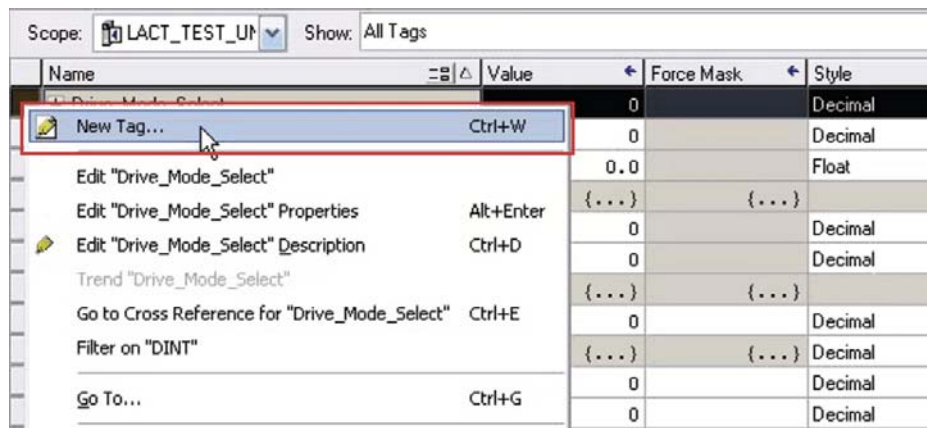 Scope: LACT_TEST_UN Show: All Tags
Name Value Force Mask Style
Drive_Mode_Select 0 Decimal
New Tag... Ctrl+W
0 Decimal
Edit "Drive_Mode_Select"
0.0 Float
Edit "Drive_Mode_Select" Properties Alt+Enter
{...} {...}
Edit "Drive_Mode_Select" Description Ctrl+D
0 Decimal
0 Decimal
Trend "Drive_Mode_Select"
{...} {...}
Go to Cross Reference for "Drive_Mode_Select" Ctrl+E
0 Decimal
Filter on "DINT"
{...} {...} Decimal
0 Decimal
Go To... Ctrl+G
0 Decimal